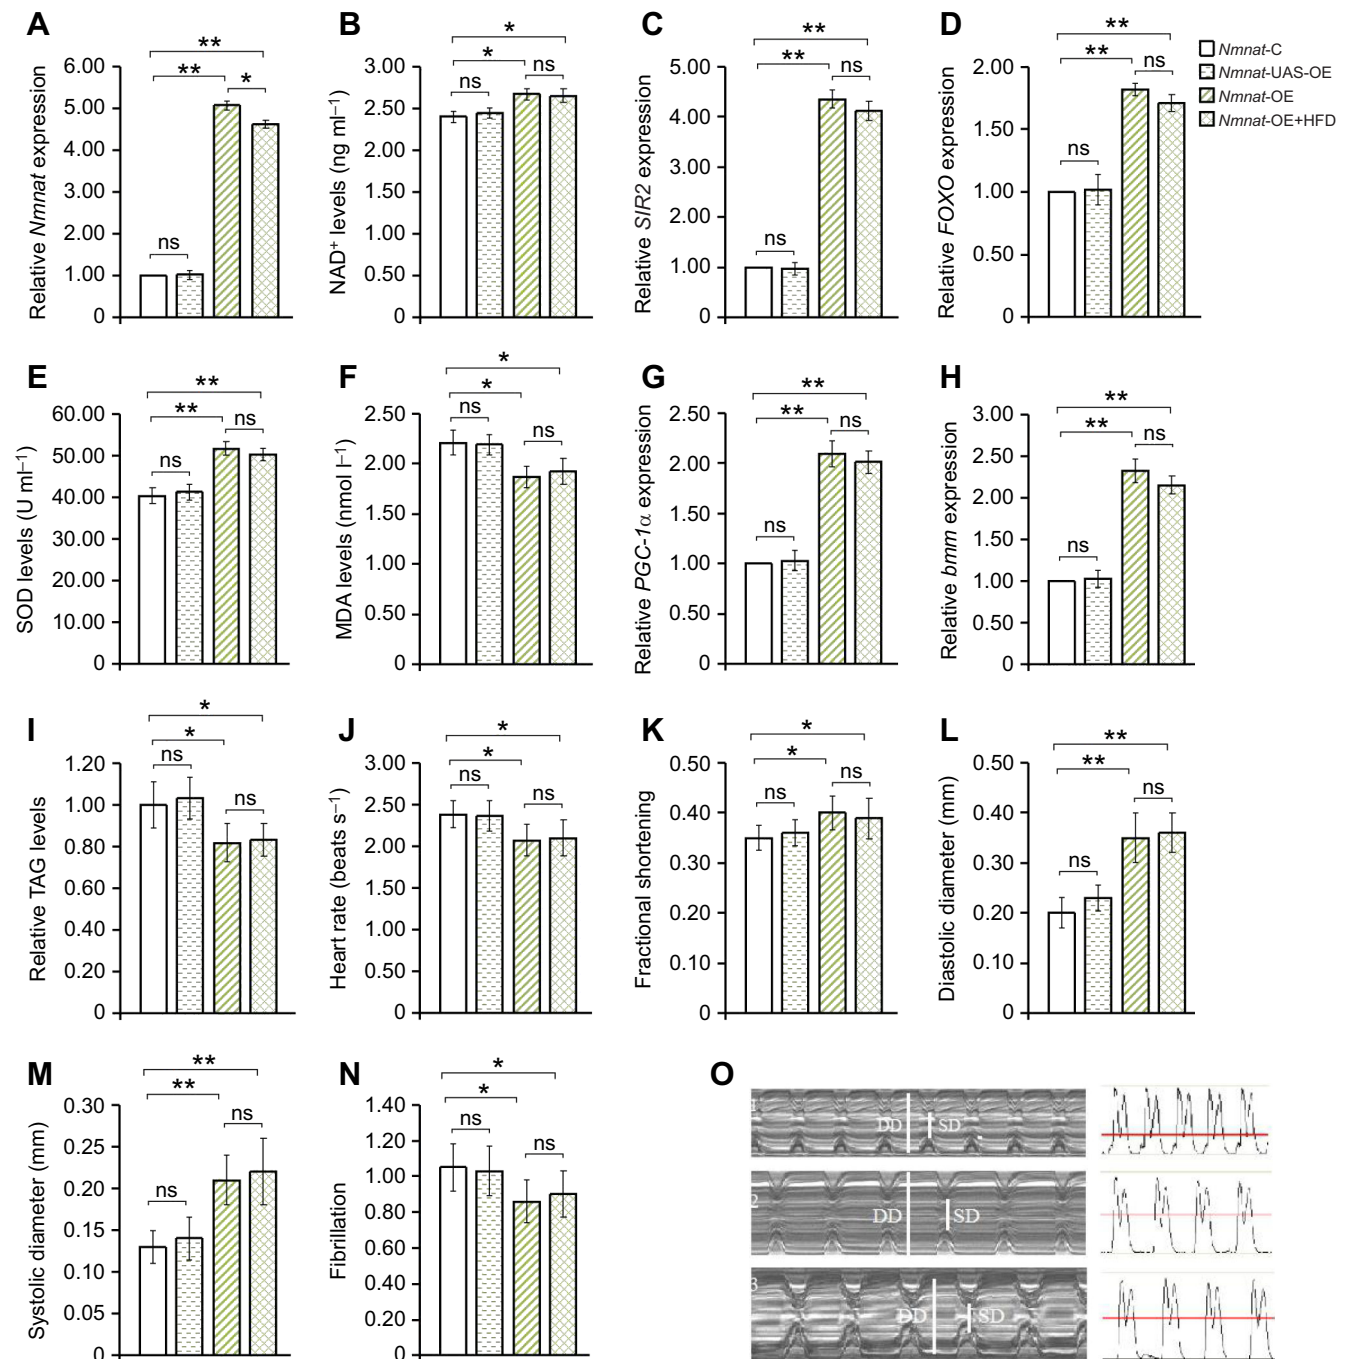 A
Relative Nmnat expression
6.00
5.00
4.00
3.00
2.00
1.00
0
ns
**
**
*
B
NAD+ levels (ng ml–1)
3.00
2.50
2.00
1.50
1.00
0.50
0
ns
*
*
ns
C
Relative SIR2 expression
5.00
4.00
3.00
2.00
1.00
0
ns
**
**
ns
D
Relative FOXO expression
2.00
1.50
1.00
0.50
0
ns
**
**
ns
Nmnat-C
Nmnat-UAS-OE
Nmnat-OE
Nmnat-OE+HFD
E
SOD levels (U ml–1)
60.00
50.00
40.00
30.00
20.00
10.00
0
ns
**
**
ns
F
MDA levels (nmol l–1)
2.50
2.00
1.50
1.00
0.50
0
ns
*
*
ns
G
Relative PGC-1α expression
2.50
2.00
1.50
1.00
0.50
0
ns
**
**
ns
H
Relative bmm expression
3.00
2.50
2.00
1.50
1.00
0.50
0
ns
**
**
ns
I
Relative TAG levels
1.20
1.00
0.80
0.60
0.40
0.20
0
ns
*
*
ns
J
Heart rate (beats s–1)
3.00
2.50
2.00
1.50
1.00
0.50
0
ns
*
*
ns
K
Fractional shortening
0.50
0.40
0.30
0.20
0.10
0
ns
*
*
ns
L
Diastolic diameter (mm)
0.50
0.40
0.30
0.20
0.10
0
ns
**
**
ns
M
Systolic diameter (mm)
0.30
0.25
0.20
0.15
0.10
0.05
0
ns
**
**
ns
N
Fibrillation
1.40
1.20
1.00
0.80
0.60
0.40
0.20
0
ns
*
*
ns
O
DD SD
2
DD SD
3
DD SD